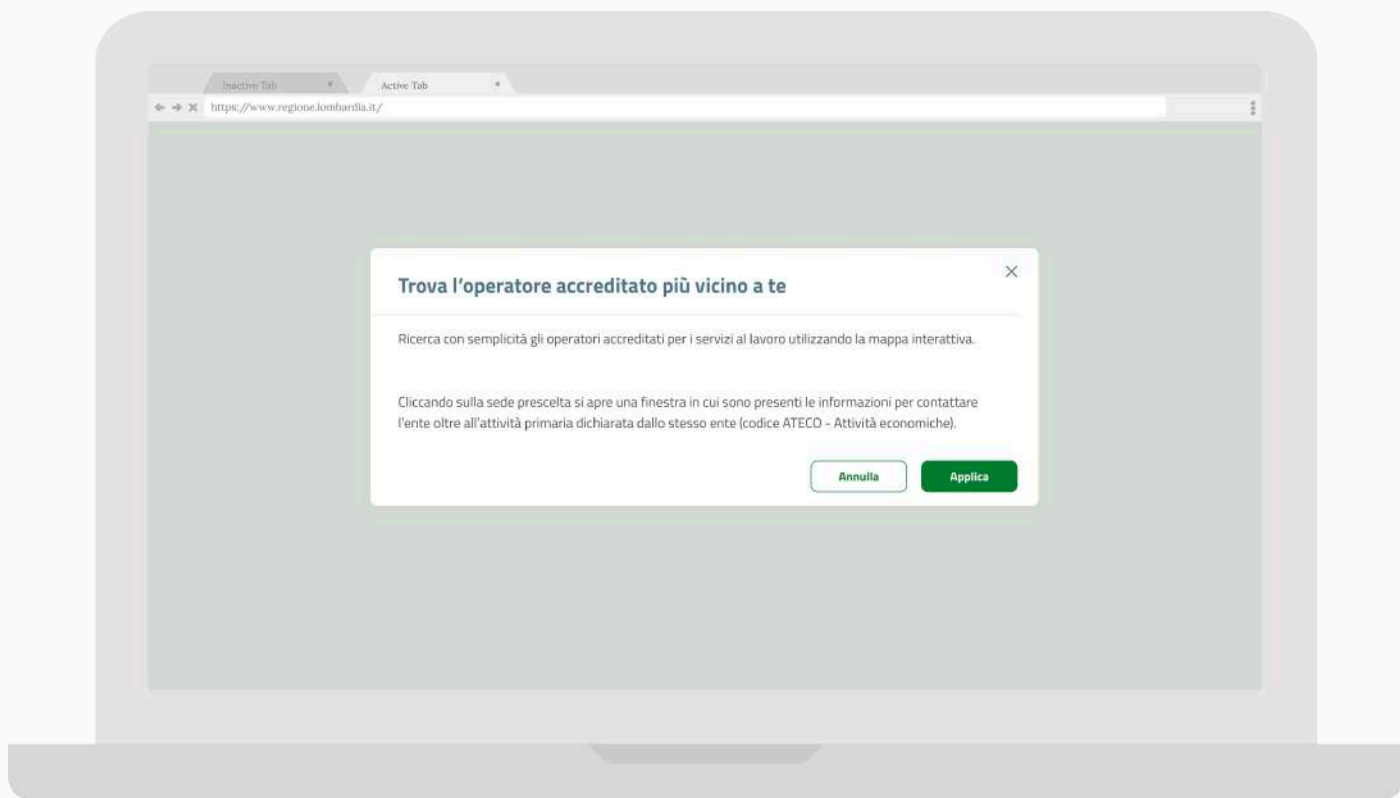 Inactive Tab
Active Tab
https://www.regione.lombardia.it/
Trova l’operatore accreditato più vicino a te
Ricerca con semplicità gli operatori accreditati per i servizi al lavoro utilizzando la mappa interattiva.
Cliccando sulla sede prescelta si apre una finestra in cui sono presenti le informazioni per contattare
l'ente oltre all'attività primaria dichiarata dallo stesso ente (codice ATECO - Attività economiche).
Annulla
Applica